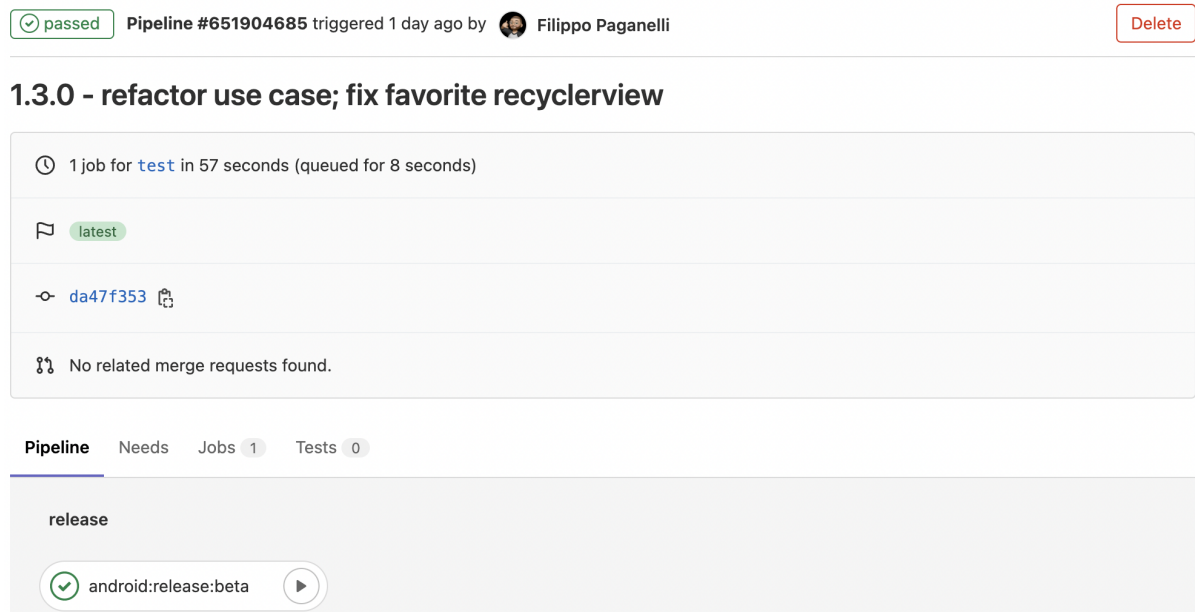 passed Pipeline #651904685 triggered 1 day ago by Filippo Paganelli Delete
1.3.0 - refactor use case; fix favorite recyclerview
1 job for test in 57 seconds (queued for 8 seconds)
latest
da47f353
No related merge requests found.
Pipeline Needs Jobs 1 Tests 0
release
android:release:beta